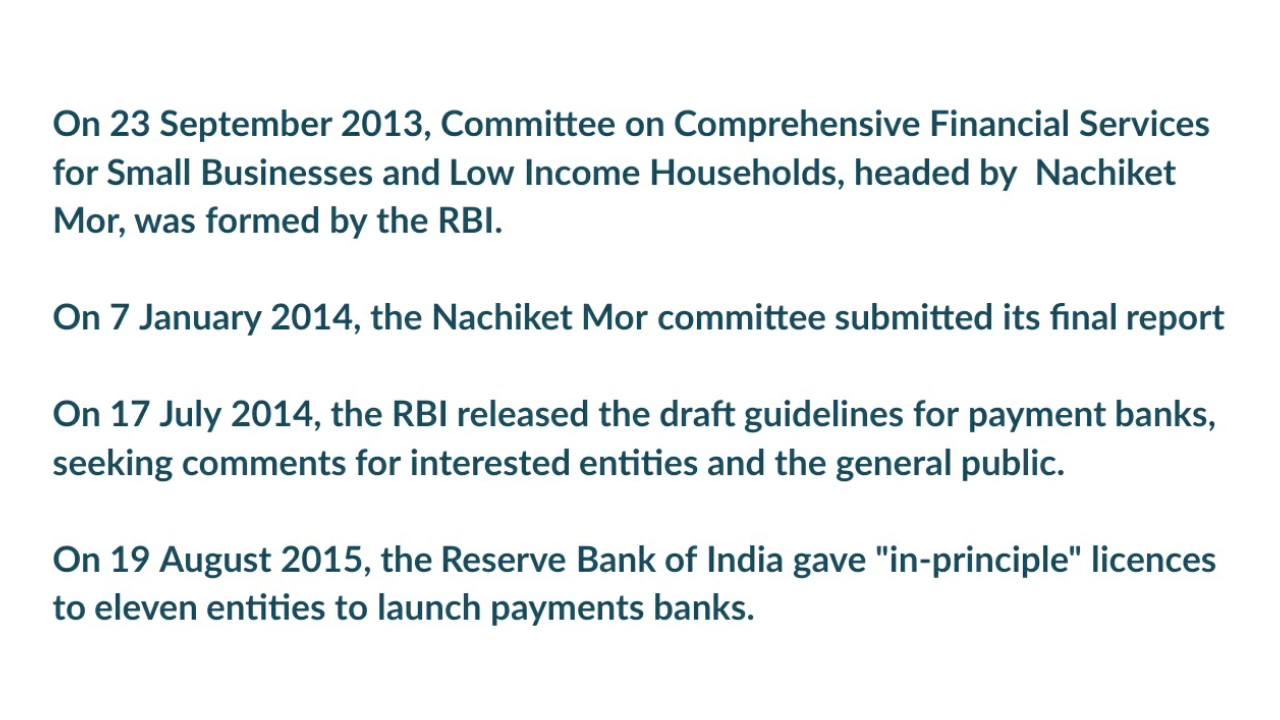 On 23 September 2013, Committee on Comprehensive Financial Services
for Small Businesses and Low Income Households, headed by  Nachiket
Mor, was formed by the RBI.
On 7 January 2014, the Nachiket Mor committee submitted its final report
On 17 July 2014, the RBI released the draft guidelines for payment banks,
seeking comments for interested entities and the general public.
On 19 August 2015, the Reserve Bank of India gave "in-principle" licences
to eleven entities to launch payments banks.